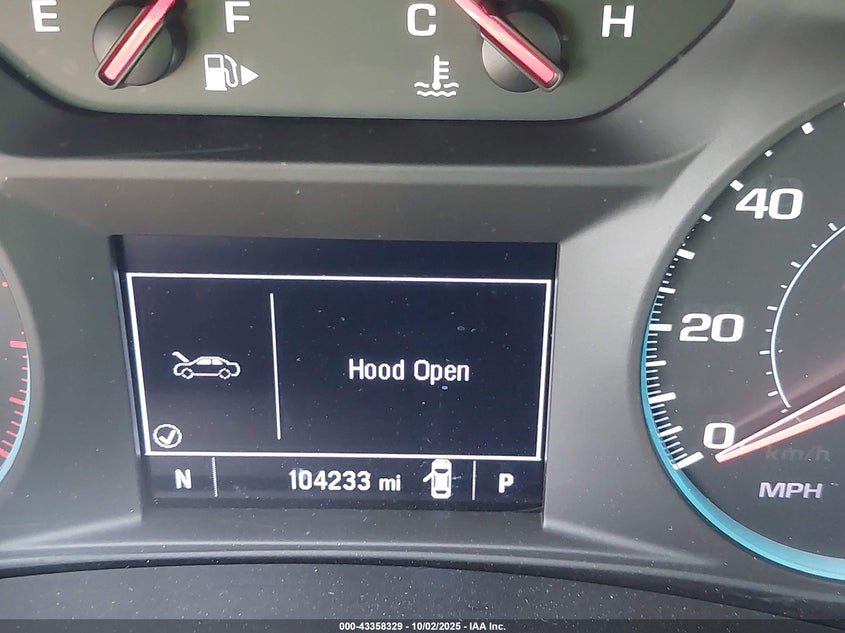 E F C H
40
20
0
km/h
MPH
Hood Open
N 104233 mi P
000-43358329 - 10/02/2025 - IAA Inc.